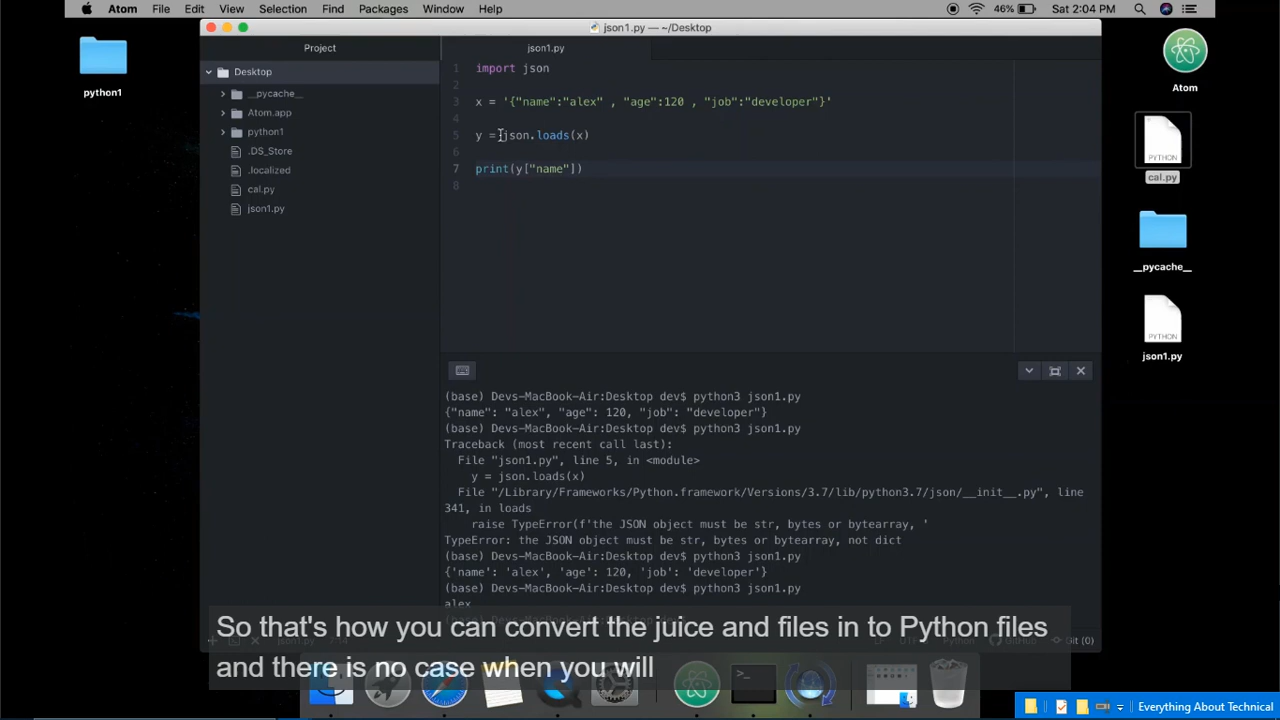 Atom File Edit View Selection Find Packages Window Help 46% Sat 2:04 PM
json1.py — ~/Desktop
Project
json1.py
Desktop
__pycache__
Atom.app
python1
.DS_Store
.localized
cal.py
json1.py
1 import json
2
3 x = '{"name":"alex" , "age":120 , "job":"developer"}'
4
5 y = json.loads(x)
6
7 print(y["name"])
8
(base) Devs-MacBook-Air:Desktop dev$ python3 json1.py
{"name": "alex", "age": 120, "job": "developer"}
(base) Devs-MacBook-Air:Desktop dev$ python3 json1.py
Traceback (most recent call last):
File "json1.py", line 5, in <module>
y = json.loads(x)
File "/Library/Frameworks/Python.framework/Versions/3.7/lib/python3.7/json/__init__.py", line
341, in loads
raise TypeError(f'the JSON object must be str, bytes or bytearray, '
TypeError: the JSON object must be str, bytes or bytearray, not dict
(base) Devs-MacBook-Air:Desktop dev$ python3 json1.py
{'name': 'alex', 'age': 120, 'job': 'developer'}
(base) Devs-MacBook-Air:Desktop dev$ python3 json1.py
alex
So that's how you can convert the juice and files in to Python files
and there is no case when you will
Git (0)
python1
Atom
PYTHON
cal.py
__pycache__
PYTHON
json1.py
Everything About Technical